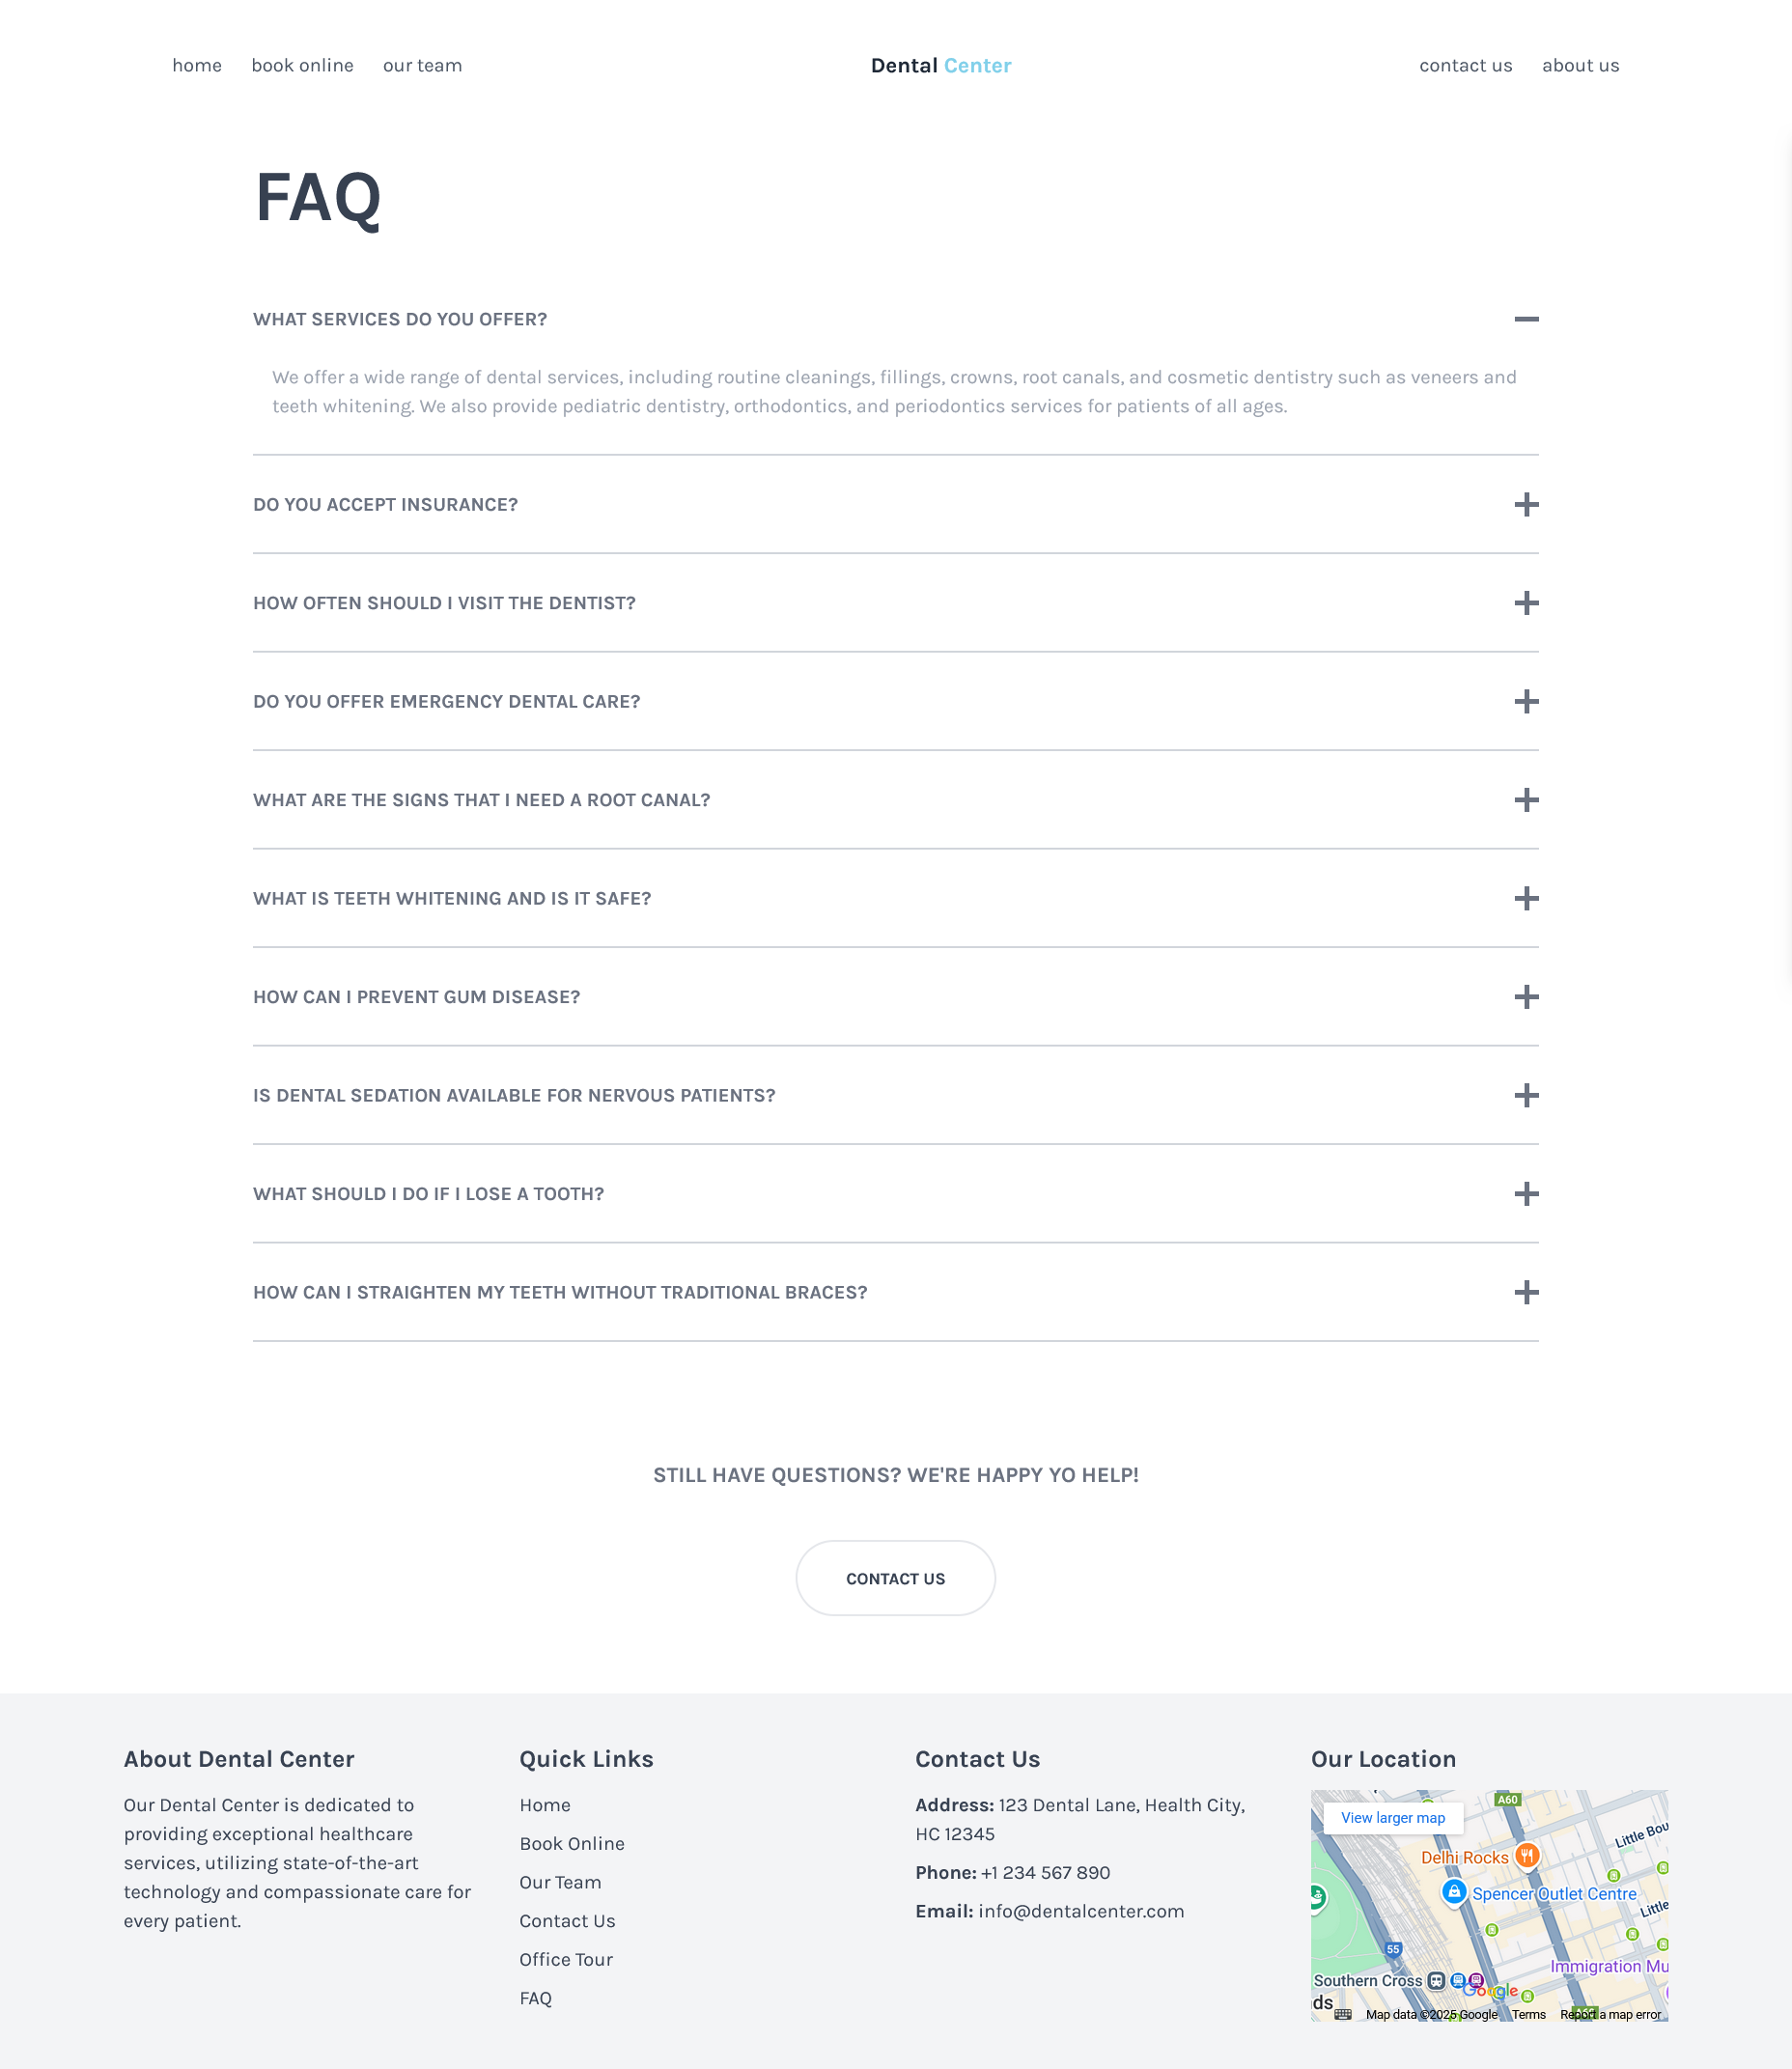 home book online our team Dental Center contact us about us
FAQ
WHAT SERVICES DO YOU OFFER?
We offer a wide range of dental services, including routine cleanings, fillings, crowns, root canals, and cosmetic dentistry such as veneers and
teeth whitening. We also provide pediatric dentistry, orthodontics, and periodontics services for patients of all ages.
DO YOU ACCEPT INSURANCE?
HOW OFTEN SHOULD I VISIT THE DENTIST?
DO YOU OFFER EMERGENCY DENTAL CARE?
WHAT ARE THE SIGNS THAT I NEED A ROOT CANAL?
WHAT IS TEETH WHITENING AND IS IT SAFE?
HOW CAN I PREVENT GUM DISEASE?
IS DENTAL SEDATION AVAILABLE FOR NERVOUS PATIENTS?
WHAT SHOULD I DO IF I LOSE A TOOTH?
HOW CAN I STRAIGHTEN MY TEETH WITHOUT TRADITIONAL BRACES?
STILL HAVE QUESTIONS? WE'RE HAPPY YO HELP!
CONTACT US
About Dental Center
Our Dental Center is dedicated to
providing exceptional healthcare
services, utilizing state-of-the-art
technology and compassionate care for
every patient.
Quick Links
Home
Book Online
Our Team
Contact Us
Office Tour
FAQ
Contact Us
Address: 123 Dental Lane, Health City,
HC 12345
Phone: +1 234 567 890
Email: info@dentalcenter.com
Our Location
A60
View larger map
Little Bou
Delhi Rocks
Spencer Outlet Centre
Little
55
Immigration Mu
Southern Cross
Google
ds
Map data ©2025 Google Terms Report a map error